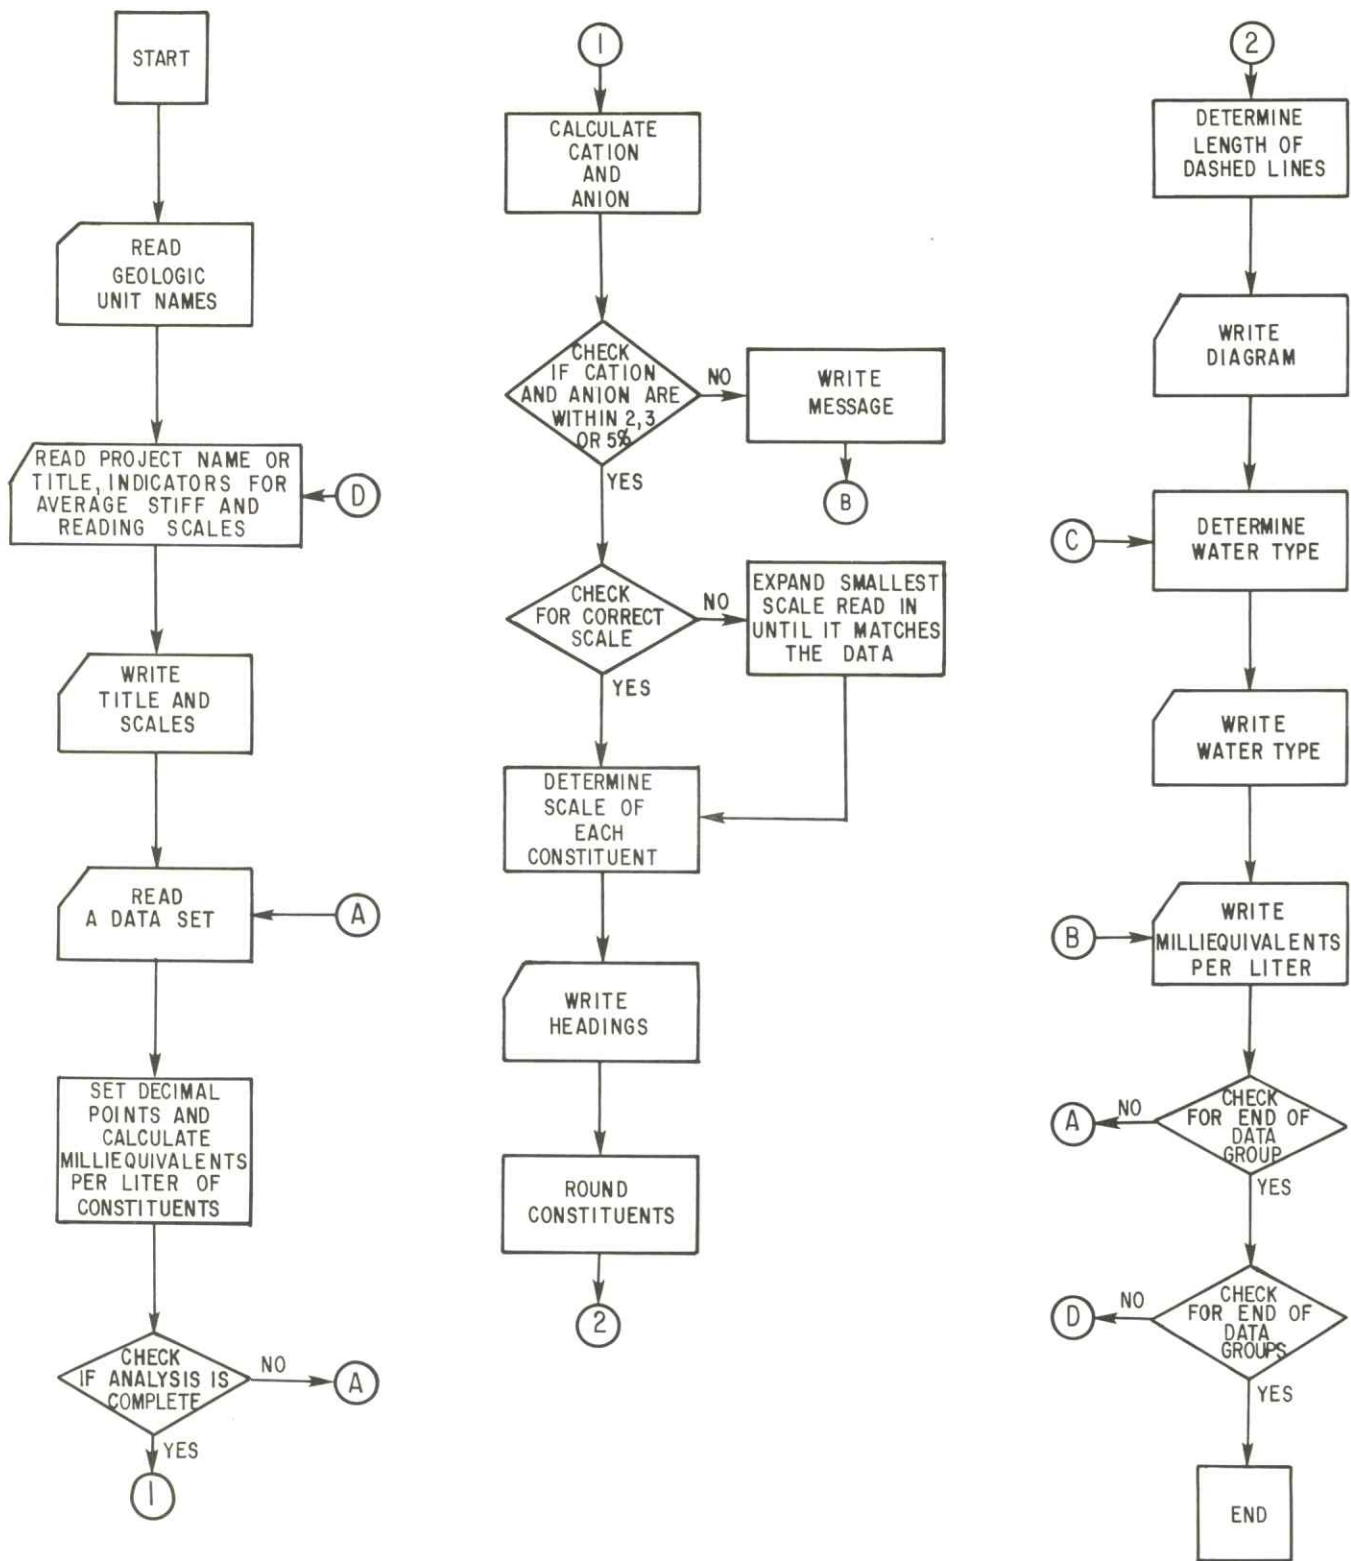 START
READ
GEOLOGIC
UNIT NAMES
READ PROJECT NAME OR
TITLE, INDICATORS FOR
AVERAGE STIFF AND
READING SCALES
D
WRITE
TITLE AND
SCALES
READ
A DATA SET
A
SET DECIMAL
POINTS AND
CALCULATE
MILLIEQUIVALENTS
PER LITER OF
CONSTITUENTS
CHECK
IF ANALYSIS IS
COMPLETE
NO
A
YES
1
1
CALCULATE
CATION
AND
ANION
CHECK
IF CATION
AND ANION ARE
WITHIN 2, 3
OR 5%
NO
WRITE
MESSAGE
B
YES
CHECK
FOR CORRECT
SCALE
NO
EXPAND SMALLEST
SCALE READ IN
UNTIL IT MATCHES
THE DATA
YES
DETERMINE
SCALE OF
EACH
CONSTITUENT
WRITE
HEADINGS
ROUND
CONSTITUENTS
2
2
DETERMINE
LENGTH OF
DASHED LINES
WRITE
DIAGRAM
C
DETERMINE
WATER TYPE
WRITE
WATER TYPE
B
WRITE
MILLIEQUIVALENTS
PER LITER
CHECK
FOR END OF
DATA
GROUP
NO
A
YES
CHECK
FOR END OF
DATA
GROUPS
NO
D
YES
END